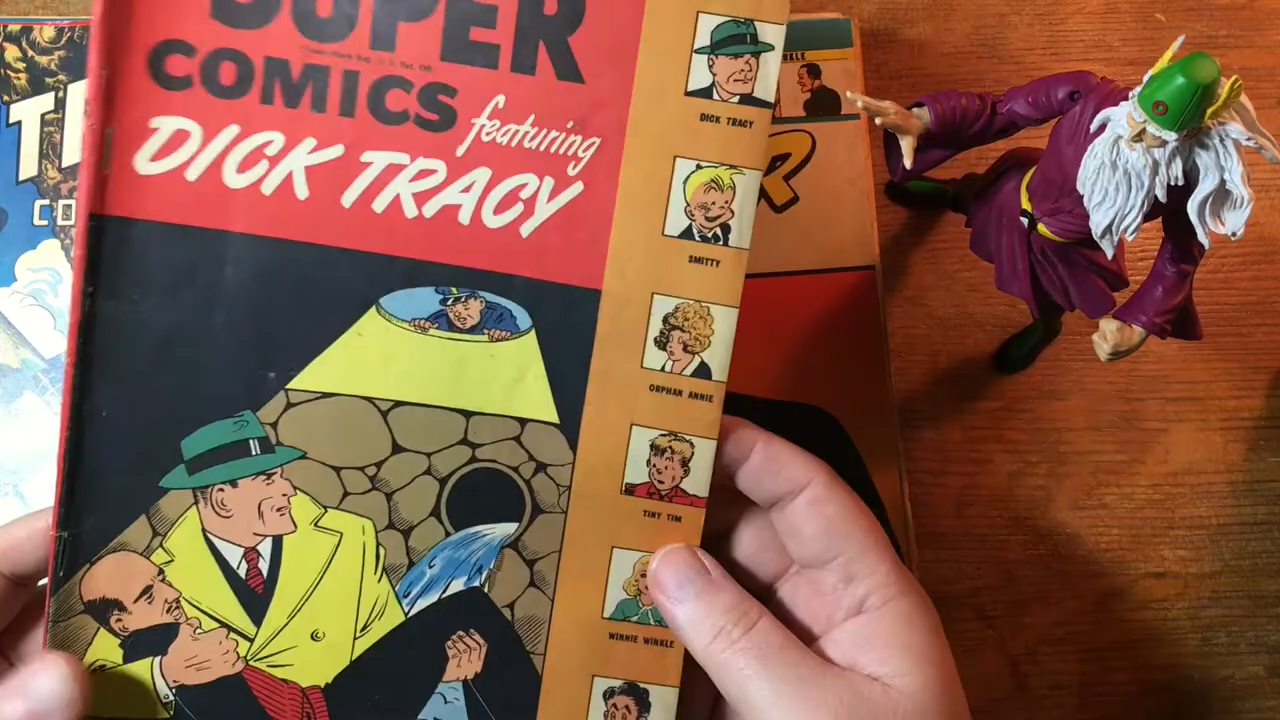 SUPER
COMICS
featuring
DICK TRACY
DICK TRACY
SMITTY
ORPHAN ANNIE
TINY TIM
WINNIE WINKLE